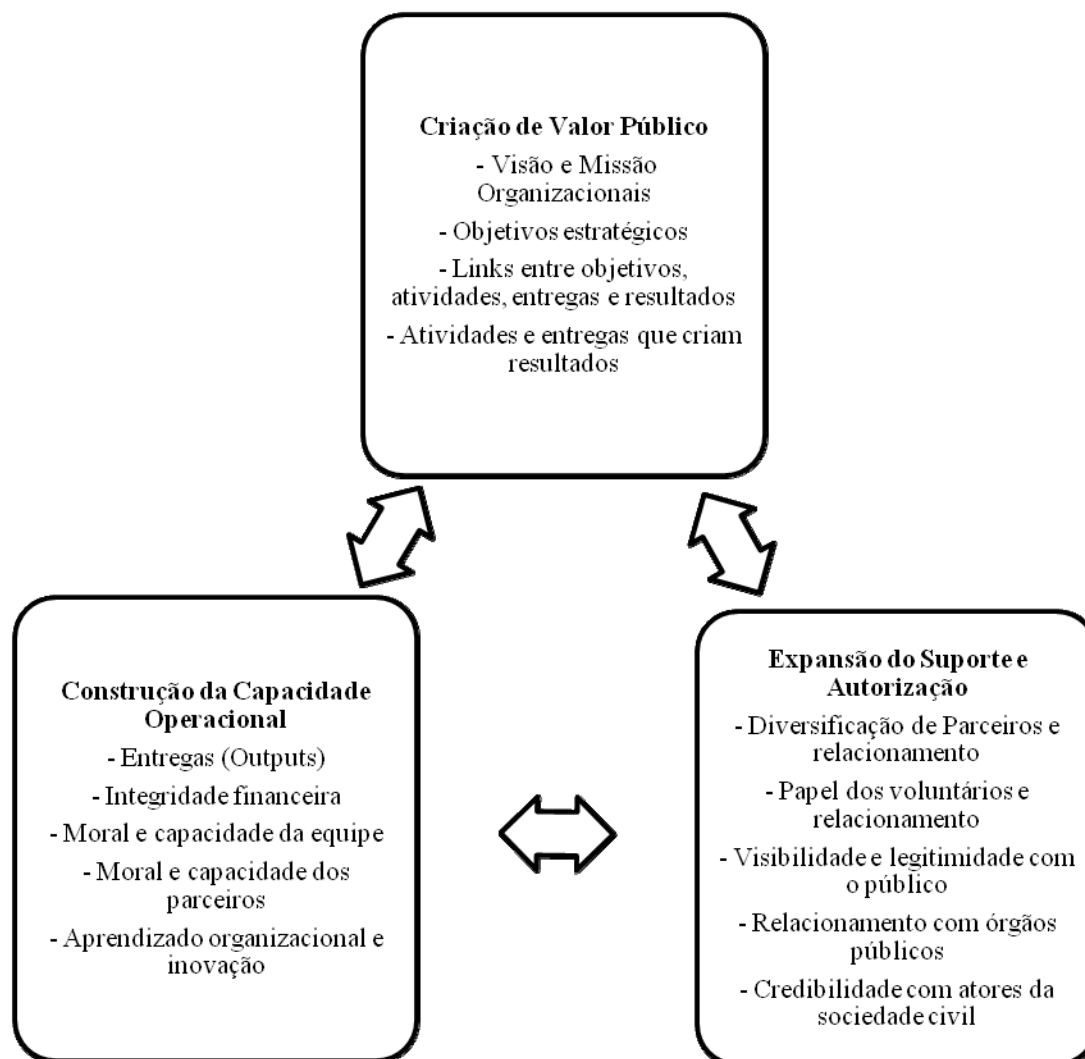 Criação de Valor Público
- Visão e Missão
Organizacionais
- Objetivos estratégicos
- Links entre objetivos,
atividades, entregas e resultados
- Atividades e entregas que criam
resultados
Construção da Capacidade
Operacional
- Entregas (Outputs)
- Integridade financeira
- Moral e capacidade da equipe
- Moral e capacidade dos
parceiros
- Aprendizado organizacional e
inovação
Expansão do Suporte e
Autorização
- Diversificação de Parceiros e
relacionamento
- Papel dos voluntários e
relacionamento
- Visibilidade e legitimidade com
o público
- Relacionamento com órgãos
públicos
- Credibilidade com atores da
sociedade civil